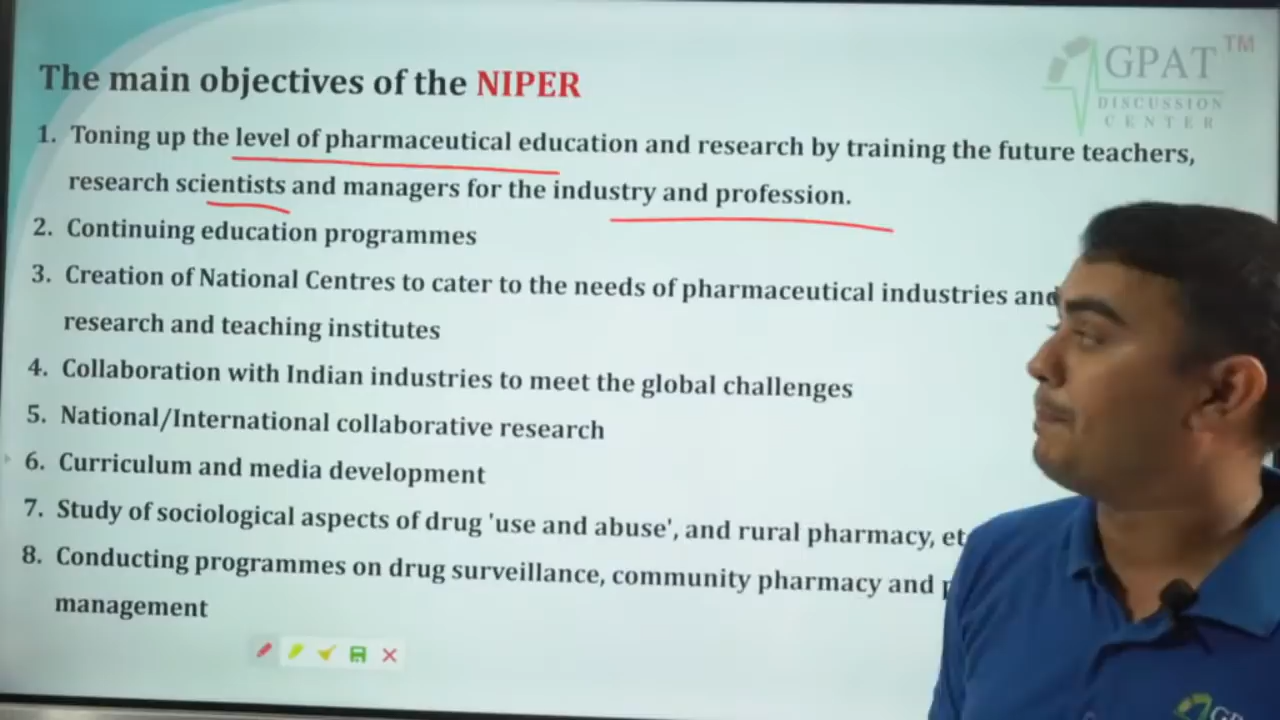 The main objectives of the NIPER
GPAT TM
DISCUSSION
CENTER
1. Toning up the level of pharmaceutical education and research by training the future teachers,
research scientists and managers for the industry and profession.
2. Continuing education programmes
3. Creation of National Centres to cater to the needs of pharmaceutical industries and
research and teaching institutes
4. Collaboration with Indian industries to meet the global challenges
5. National/International collaborative research
6. Curriculum and media development
7. Study of sociological aspects of drug 'use and abuse', and rural pharmacy, et
8. Conducting programmes on drug surveillance, community pharmacy and
management